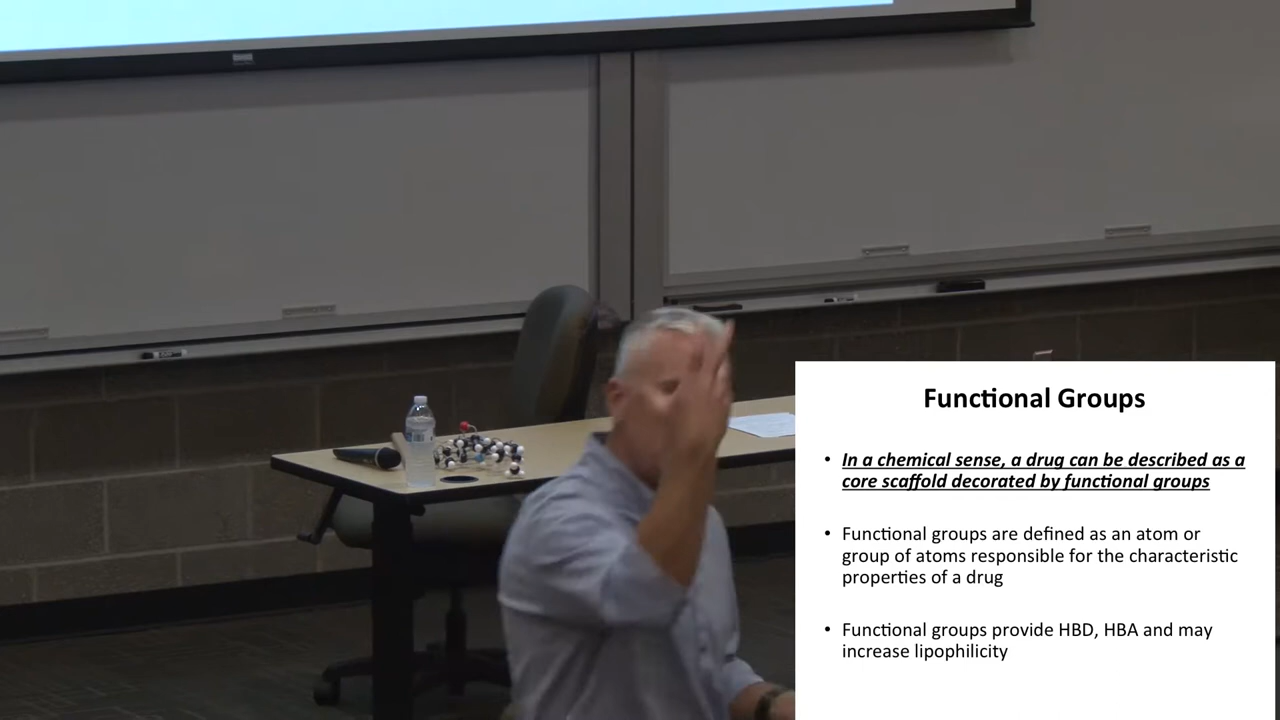 Functional Groups
• In a chemical sense, a drug can be described as a
core scaffold decorated by functional groups
• Functional groups are defined as an atom or
group of atoms responsible for the characteristic
properties of a drug
• Functional groups provide HBD, HBA and may
increase lipophilicity